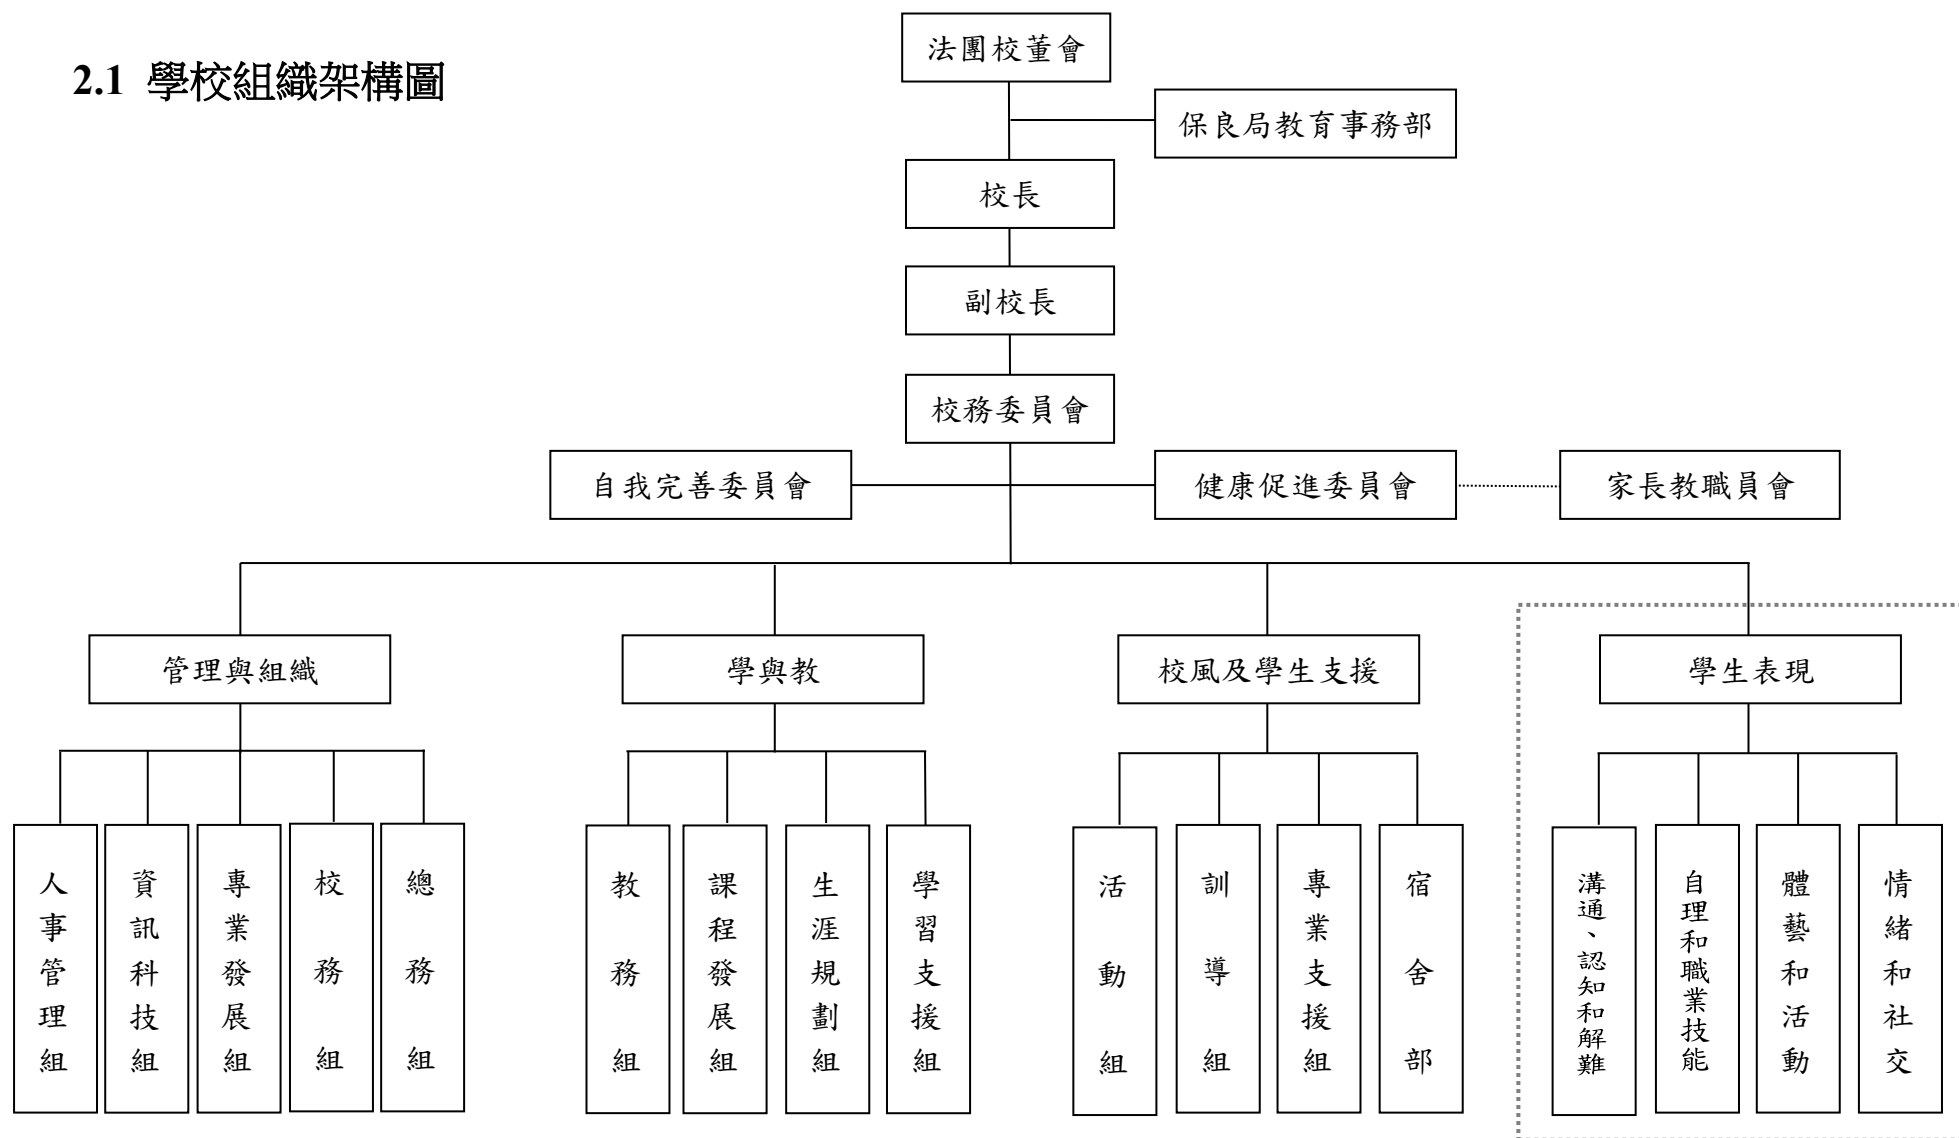 2.1 學校組織架構圖
法團校董會
保良局教育事務部
校長
副校長
校務委員會
自我完善委員會
健康促進委員會
家長教職員會
管理與組織
學與教
校風及學生支援
學生表現
人事管理組
資訊科技組
專業發展組
校務組
總務組
教務組
課程發展組
生涯規劃組
學習支援組
活動組
訓導組
專業支援組
宿舍部
溝通、認知和解難
自理和職業技能
體藝和活動
情緒和社交